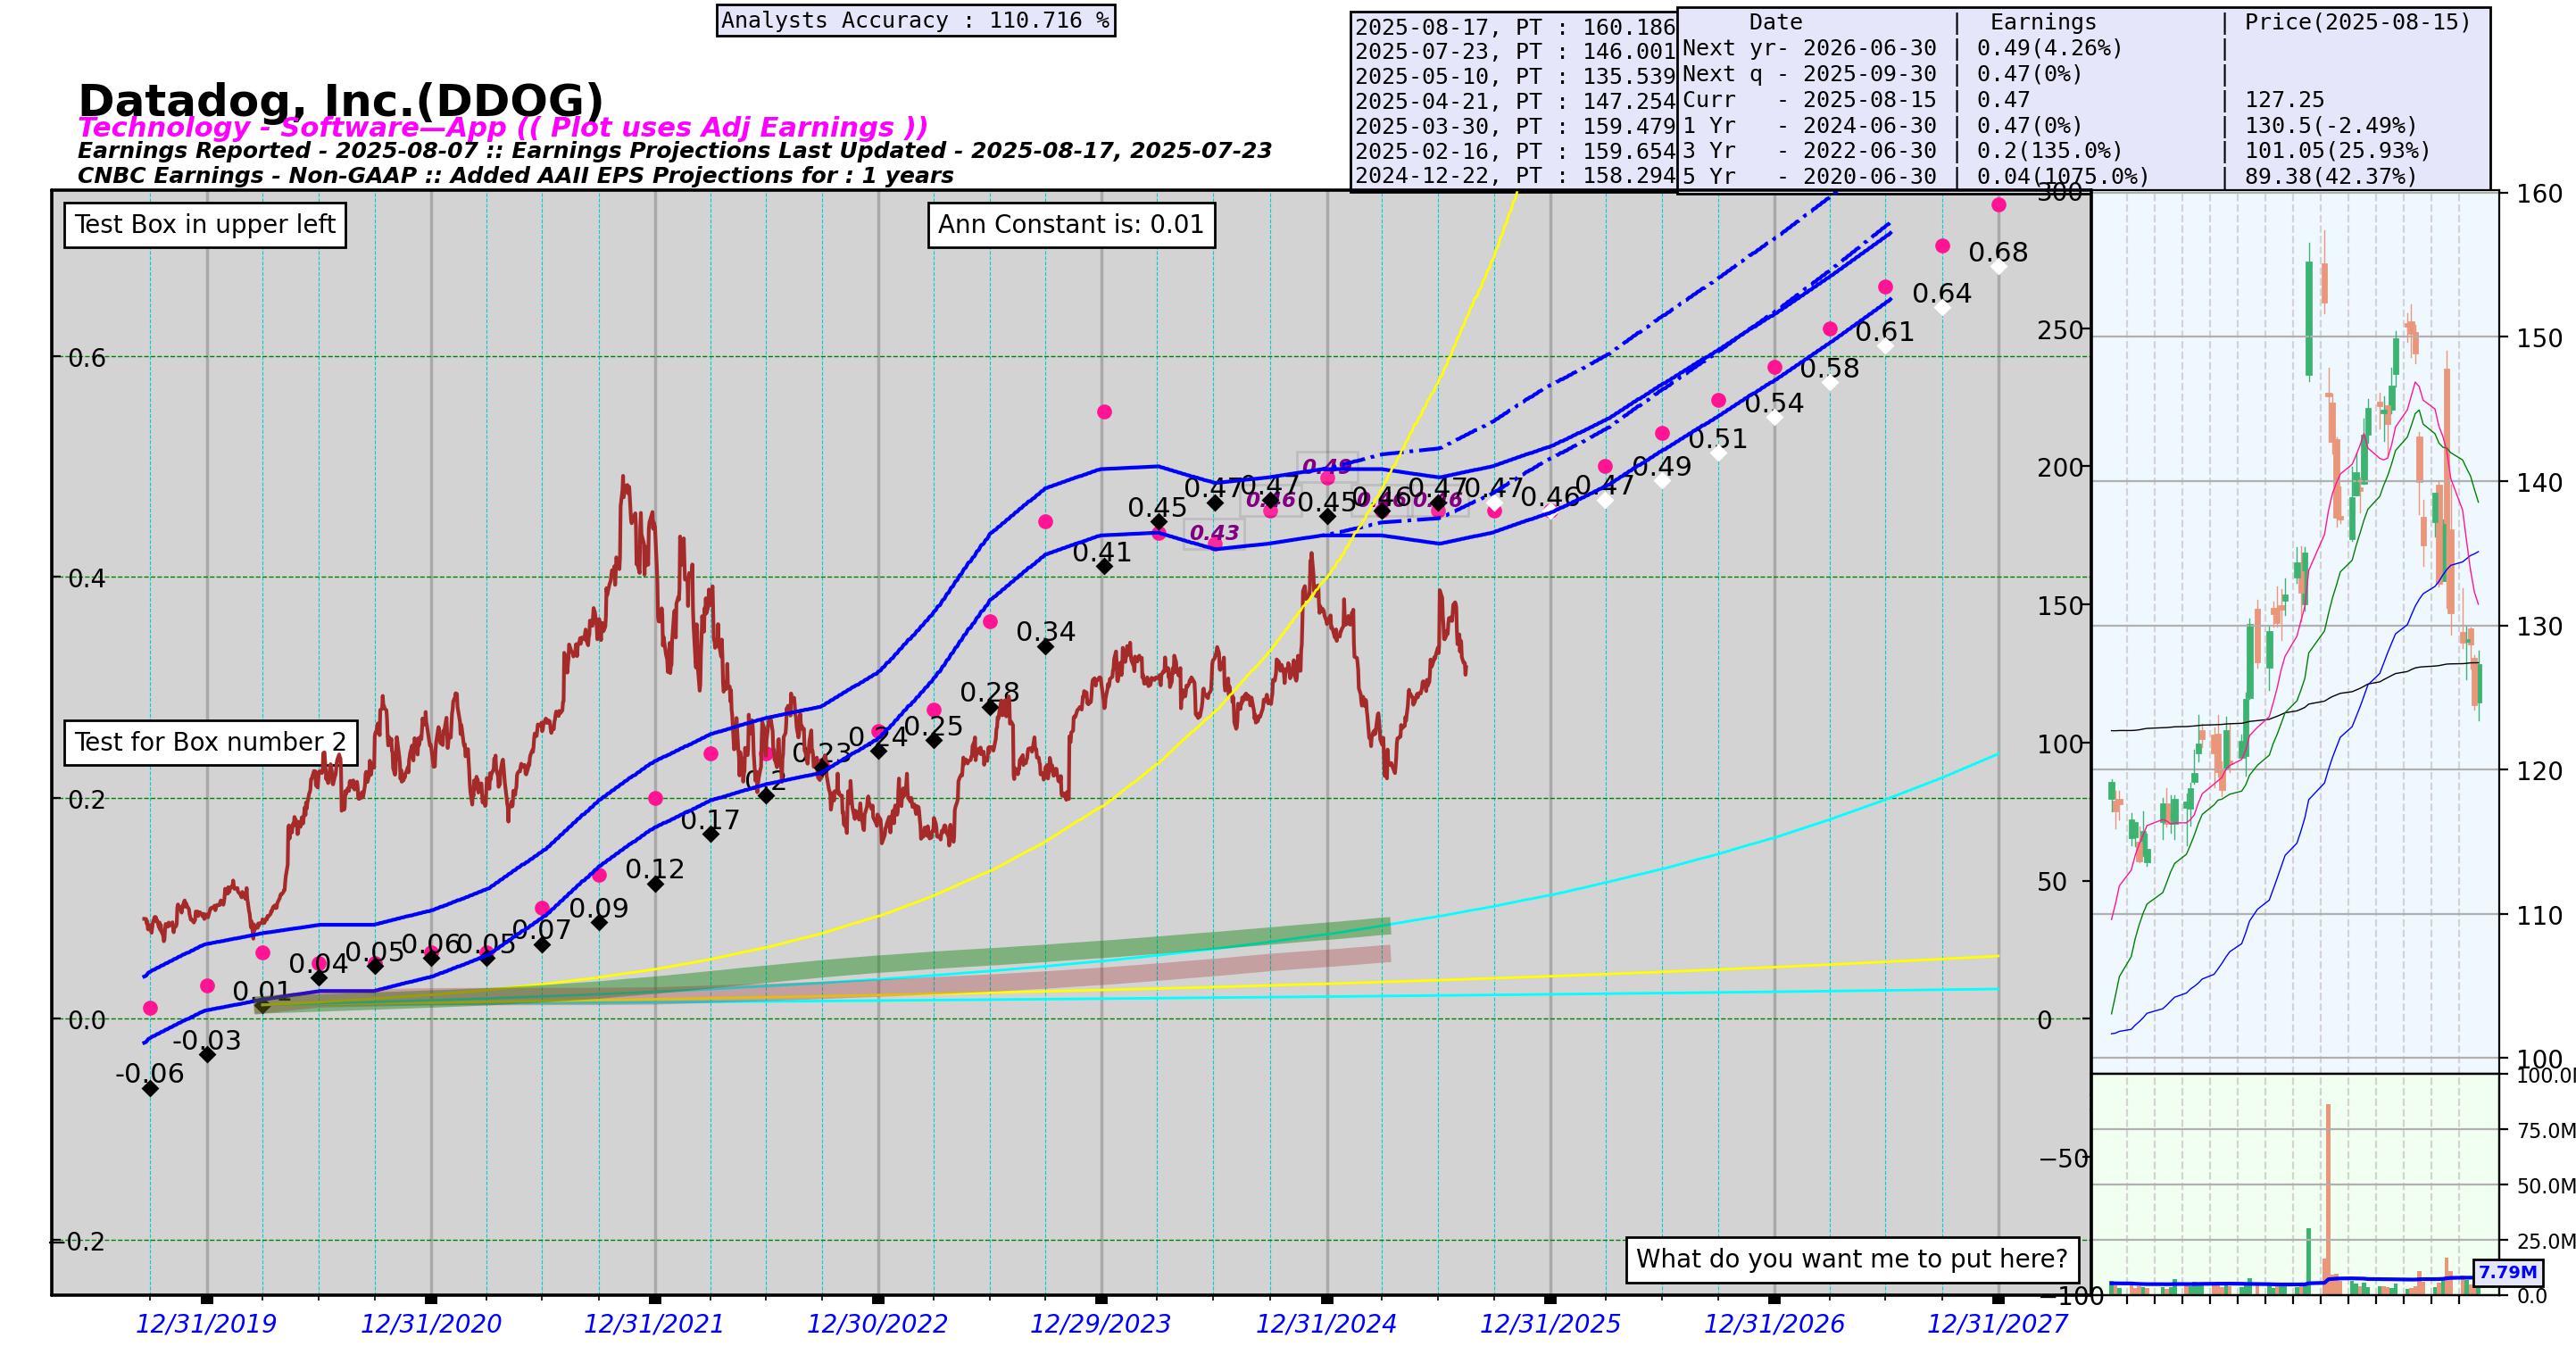 Analysts Accuracy : 110.716 %
2025-08-17, PT : 160.186
2025-07-23, PT : 146.001
2025-05-10, PT : 135.539
2025-04-21, PT : 147.254
2025-03-30, PT : 159.479
2025-02-16, PT : 159.654
2024-12-22, PT : 158.294
Date | Earnings | Price(2025-08-15)
Next yr- 2026-06-30 | 0.49(4.26%) |
Next q - 2025-09-30 | 0.47(0%) |
Curr - 2025-08-15 | 0.47 | 127.25
1 Yr - 2024-06-30 | 0.47(0%) | 130.5(-2.49%)
3 Yr - 2022-06-30 | 0.2(135.0%) | 101.05(25.93%)
5 Yr - 2020-06-30 | 0.04(1075.0%) | 89.38(42.37%)
Datadog, Inc.(DDOG)
Technology - Software—App (( Plot uses Adj Earnings ))
Earnings Reported - 2025-08-07 :: Earnings Projections Last Updated - 2025-08-17, 2025-07-23
CNBC Earnings - Non-GAAP :: Added AAII EPS Projections for : 1 years
Test Box in upper left
Ann Constant is: 0.01
Test for Box number 2
What do you want me to put here?
0.6
0.4
0.2
0.0
−0.2
-0.06
-0.03
0.01
0.04
0.05
0.06
0.05
0.07
0.09
0.12
0.17
0.2
0.23
0.24
0.25
0.28
0.34
0.41
0.45
0.47
0.47
0.45
0.46
0.47
0.47
0.46
0.47
0.49
0.51
0.54
0.58
0.61
0.64
0.68
0.43
0.46
0.49
0.46
0.46
300
250
200
150
100
50
0
−50
−100
160
150
140
130
120
110
100
100.0M
75.0M
50.0M
25.0M
7.79M
0.0
12/31/2019
12/31/2020
12/31/2021
12/30/2022
12/29/2023
12/31/2024
12/31/2025
12/31/2026
12/31/2027